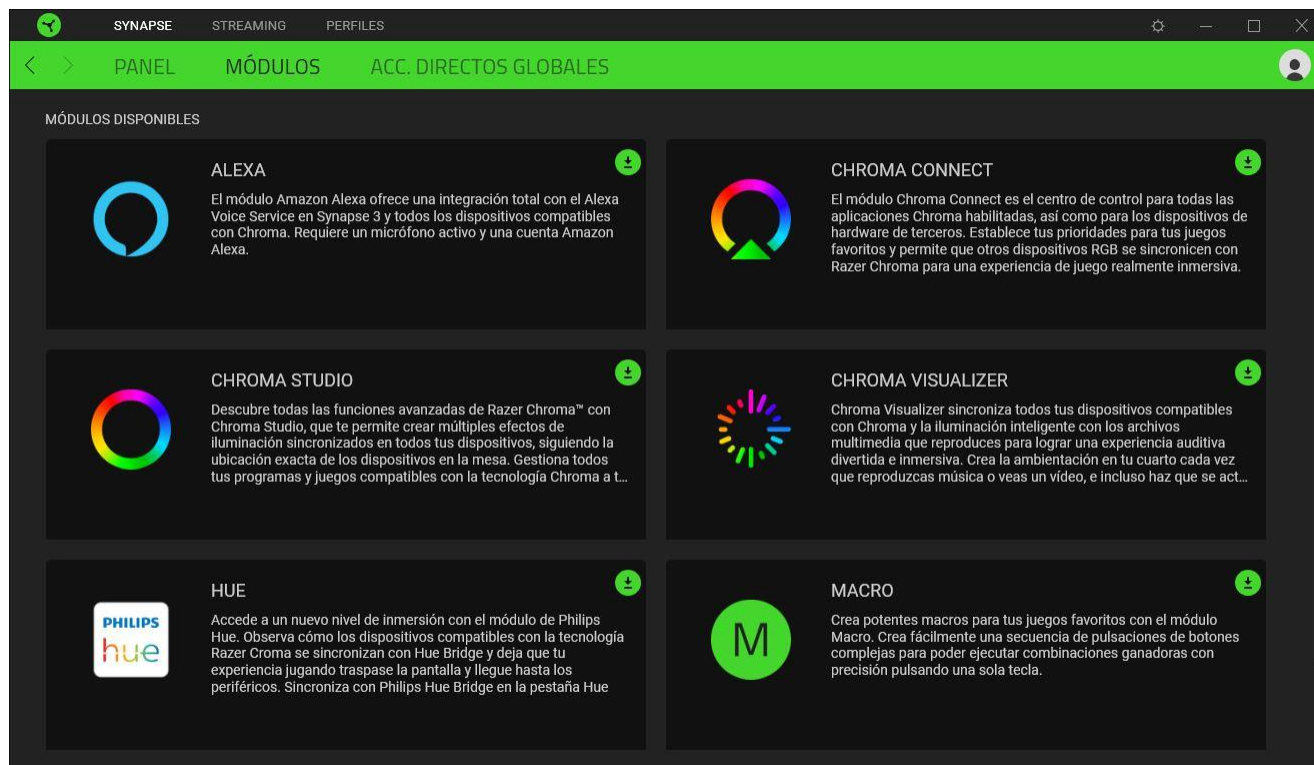 SYNAPSE STREAMING PERFILES
PANEL MÓDULOS ACC. DIRECTOS GLOBALES
MÓDULOS DISPONIBLES
ALEXA
El módulo Amazon Alexa ofrece una integración total con el Alexa
Voice Service en Synapse 3 y todos los dispositivos compatibles
con Chroma. Requiere un micrófono activo y una cuenta Amazon
Alexa.
CHROMA CONNECT
El módulo Chroma Connect es el centro de control para todas las
aplicaciones Chroma habilitadas, así como para los dispositivos de
hardware de terceros. Establece tus prioridades para tus juegos
favoritos y permite que otros dispositivos RGB se sincronicen con
Razer Chroma para una experiencia de juego realmente inmersiva.
CHROMA STUDIO
Descubre todas las funciones avanzadas de Razer Chroma™ con
Chroma Studio, que te permite crear múltiples efectos de
iluminación sincronizados en todos tus dispositivos, siguiendo la
ubicación exacta de los dispositivos en la mesa. Gestiona todos
tus programas y juegos compatibles con la tecnología Chroma a t...
CHROMA VISUALIZER
Chroma Visualizer sincroniza todos tus dispositivos compatibles
con Chroma y la iluminación inteligente con los archivos
multimedia que reproduces para lograr una experiencia auditiva
divertida e inmersiva. Crea la ambientación en tu cuarto cada vez
que reproduzcas música o veas un vídeo, e incluso haz que se act...
PHILIPS
hue
HUE
Accede a un nuevo nivel de inmersión con el módulo de Philips
Hue. Observa cómo los dispositivos compatibles con la tecnología
Razer Croma se sincronizan con Hue Bridge y deja que tu
experiencia jugando traspase la pantalla y llegue hasta los
periféricos. Sincroniza con Philips Hue Bridge en la pestaña Hue
M
MACRO
Crea potentes macros para tus juegos favoritos con el módulo
Macro. Crea fácilmente una secuencia de pulsaciones de botones
complejas para poder ejecutar combinaciones ganadoras con
precisión pulsando una sola tecla.